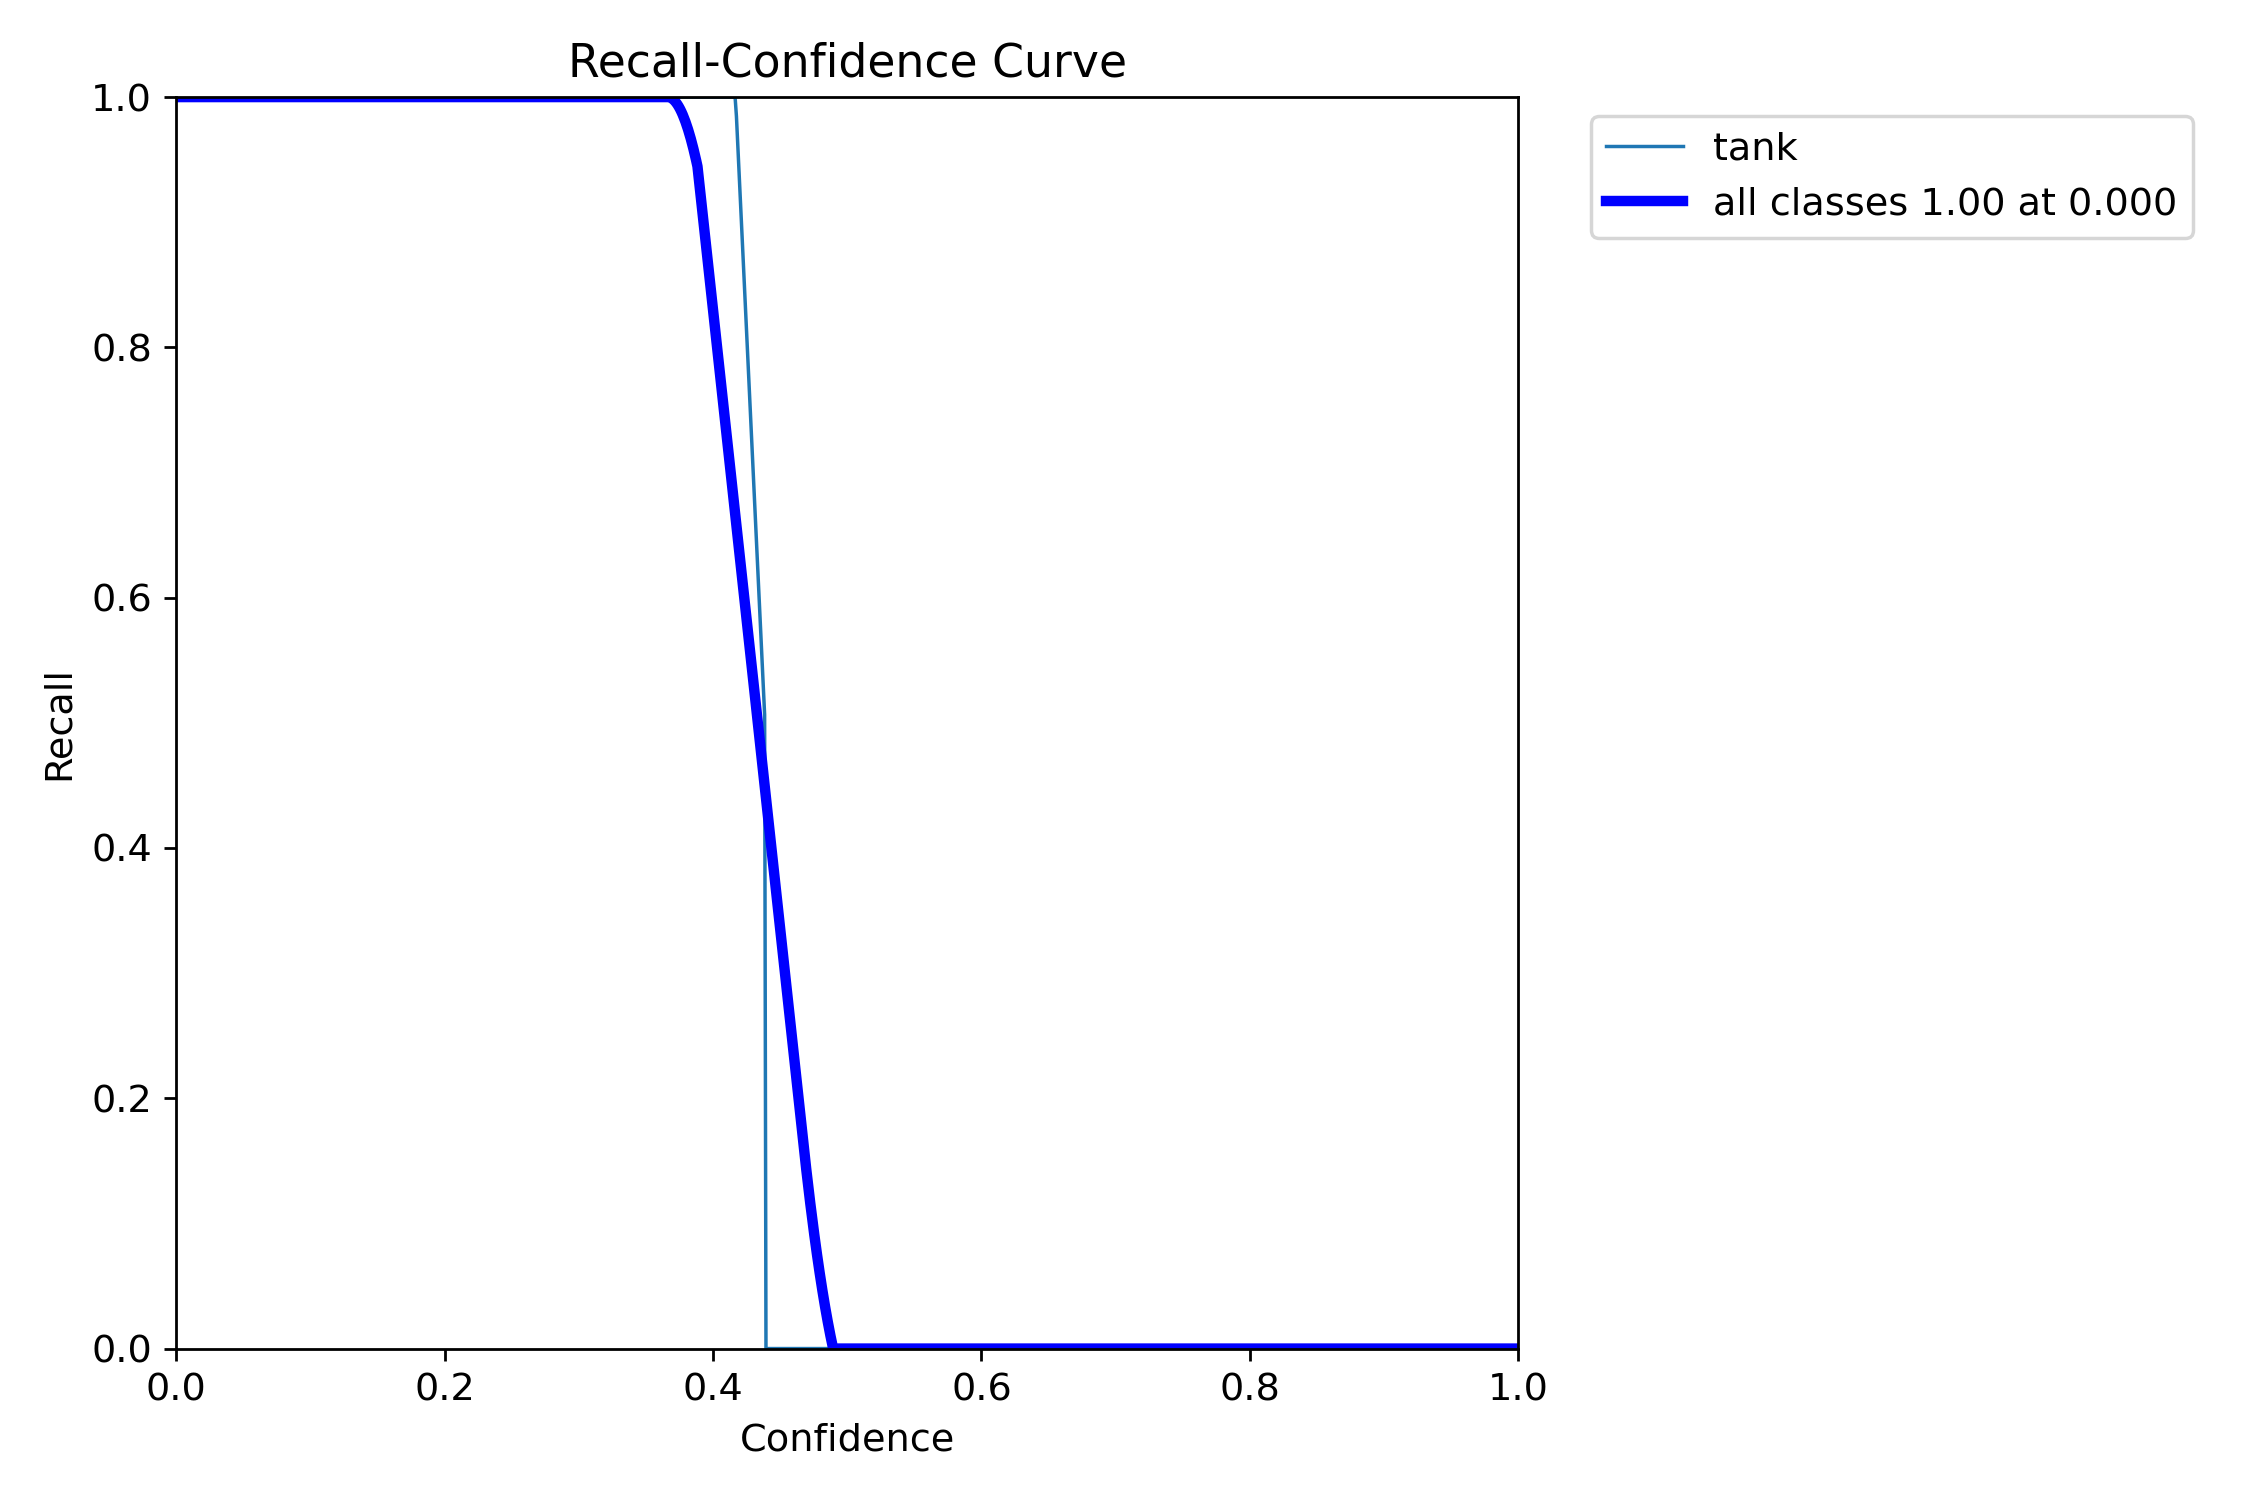 Recall-Confidence Curve
1.0
0.8
0.6
0.4
0.2
0.0
Recall
0.0 0.2 0.4 0.6 0.8 1.0
Confidence
tank
all classes 1.00 at 0.000